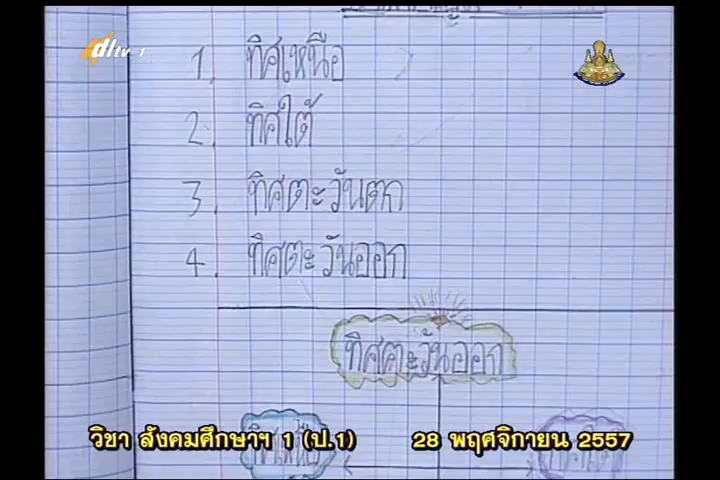 dltv 1
1. ทิศเหนือ
2. ทิศใต้
3. ทิศตะวันตก
4. ทิศตะวันออก
ทิศตะวันออก
วิชา สังคมศึกษาฯ 1 (ป.1) 28 พฤศจิกายน 2557